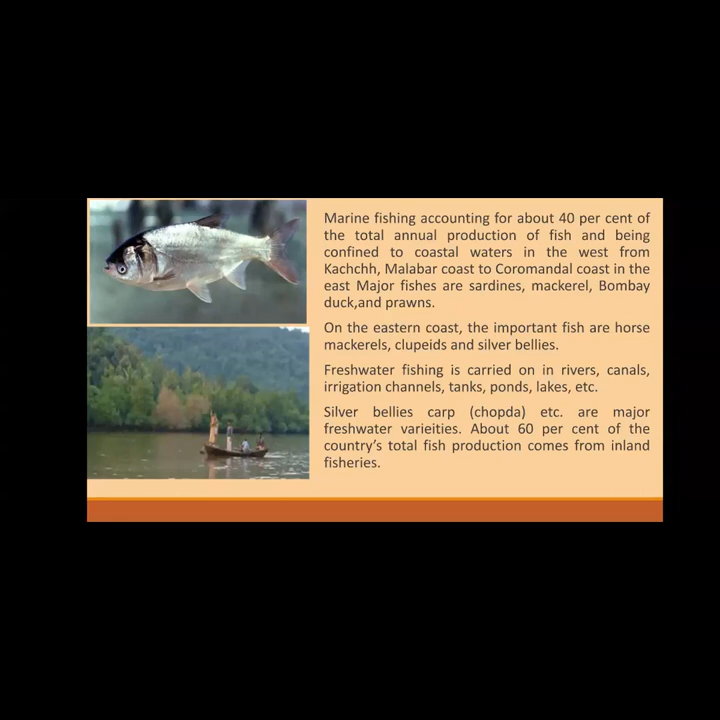 Marine fishing accounting for about 40 per cent of
the total annual production of fish and being
confined to coastal waters in the west from
Kachchh, Malabar coast to Coromandal coast in the
east Major fishes are sardines, mackerel, Bombay
duck,and prawns.
On the eastern coast, the important fish are horse
mackerels, clupeids and silver bellies.
Freshwater fishing is carried on in rivers, canals,
irrigation channels, tanks, ponds, lakes, etc.
Silver bellies carp (chopda) etc. are major
freshwater varieities. About 60 per cent of the
country's total fish production comes from inland
fisheries.